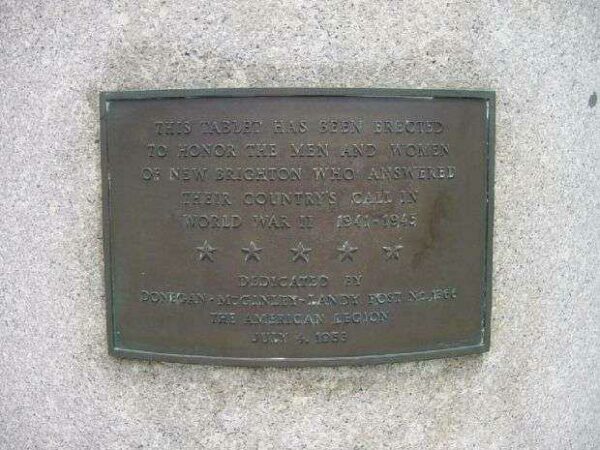 THIS TABLET HAS BEEN ERECTED
TO HONOR THE MEN AND WOMEN
OF NEW BRIGHTON WHO ANSWERED
THEIR COUNTRY'S CALL IN
WORLD WAR II 1941-1945
DEDICATED BY
DONEGAN-MCGINLEY-LANDY POST No.
THE AMERICAN LEGION
JULY 4, 1953